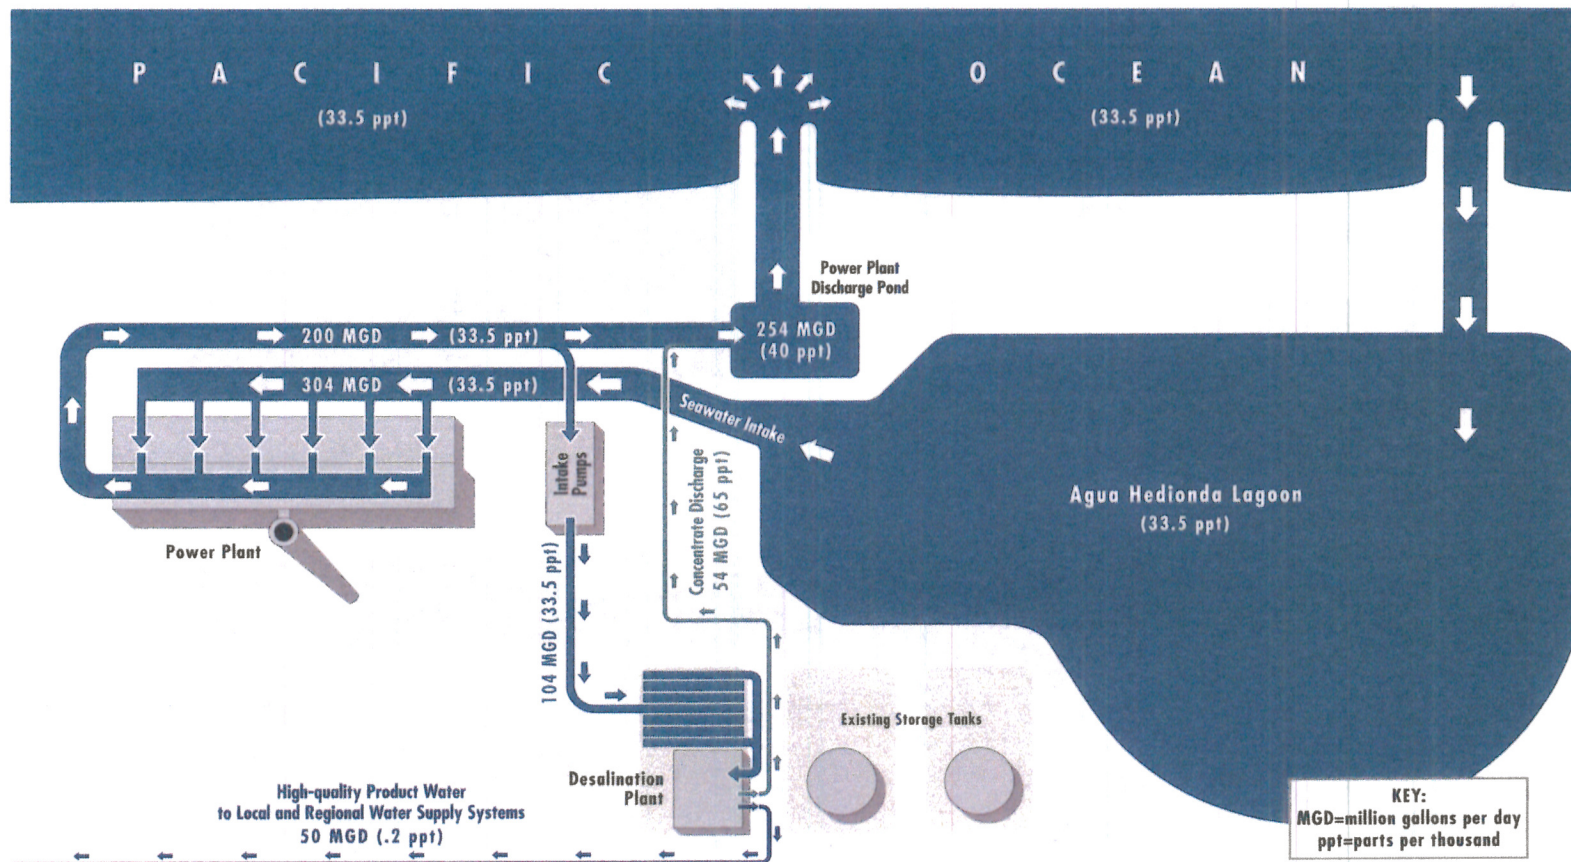 PACIFIC OCEAN
(33.5 ppt)
(33.5 ppt)
Power Plant
Discharge Pond
200 MGD (33.5 ppt)
254 MGD
(40 ppt)
304 MGD (33.5 ppt)
Seawater Intake
Intake
Pumps
Concentrate Discharge
54 MGD (65 ppt)
Agua Hedionda Lagoon
(33.5 ppt)
Power Plant
104 MGD (33.5 ppt)
Existing Storage Tanks
Desalination
Plant
High-quality Product Water
to Local and Regional Water Supply Systems
50 MGD (.2 ppt)
KEY:
MGD=million gallons per day
ppt=parts per thousand